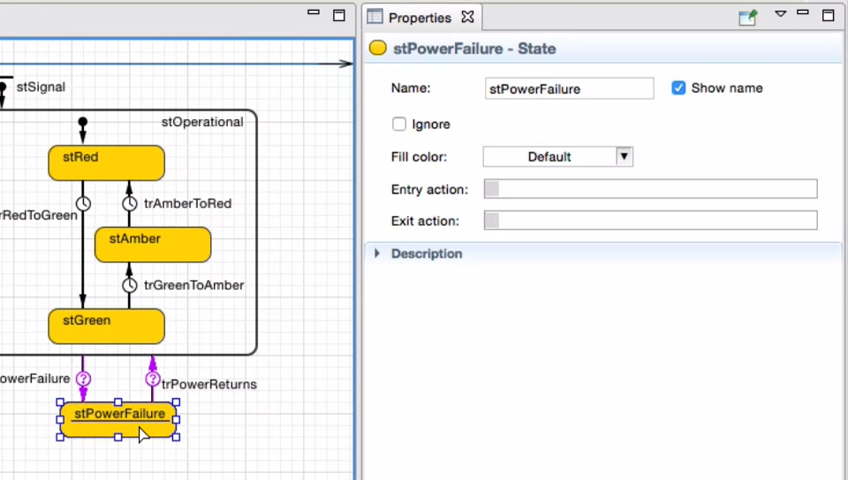 stSignal
stOperational
stRed
rRedToGreen
trAmberToRed
stAmber
trGreenToAmber
stGreen
owerFailure
trPowerReturns
stPowerFailure
Properties
stPowerFailure - State
Name: stPowerFailure Show name
Ignore
Fill color: Default
Entry action:
Exit action:
Description